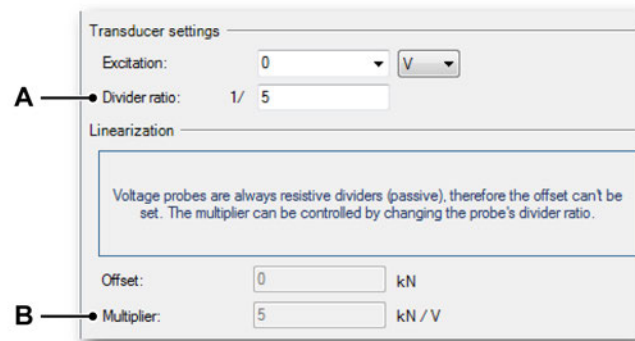 Transducer settings
Excitation: 0 V
A Divider ratio: 1/ 5
Linearization
Voltage probes are always resistive dividers (passive), therefore the offset can't be
set. The multiplier can be controlled by changing the probe's divider ratio.
Offset: 0 kN
B Multiplier: 5 kN / V